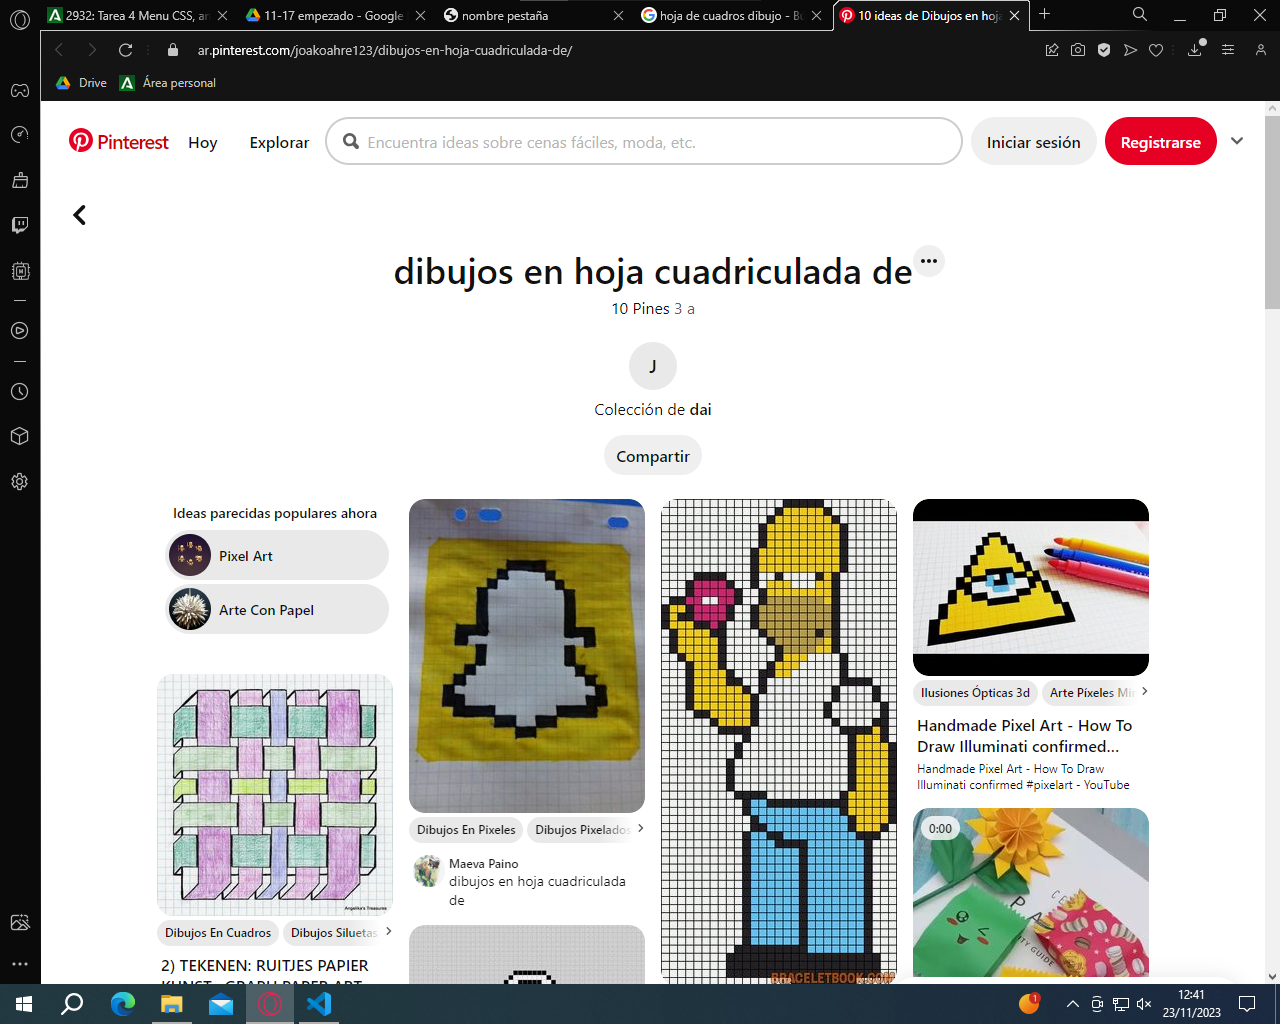 2932: Tarea 4 Menu CSS, ar
11-17 empezado - Google
nombre pestaña
hoja de cuadros dibujo - Bú
10 ideas de Dibujos en hoja
ar.pinterest.com/joakoahre123/dibujos-en-hoja-cuadriculada-de/
Drive
Área personal
Pinterest
Hoy
Explorar
Encuentra ideas sobre cenas fáciles, moda, etc.
Iniciar sesión
Registrarse
dibujos en hoja cuadriculada de
10 Pines 3 a
J
Colección de dai
Compartir
Ideas parecidas populares ahora
Pixel Art
Arte Con Papel
Angelika's Treasures
Dibujos En Cuadros
Dibujos Siluetas
2) TEKENEN: RUITJES PAPIER
KUNST - GRAPH PAPER ART
Dibujos En Pixeles
Dibujos Pixelados
Maeva Paino
dibujos en hoja cuadriculada
de
BRACELETBOOK.COM
Ilusiones Ópticas 3d
Arte Píxeles Mi
Handmade Pixel Art - How To
Draw Illuminati confirmed...
Handmade Pixel Art - How To Draw
Illuminati confirmed #pixelart - YouTube
0:00
1
12:41
23/11/2023